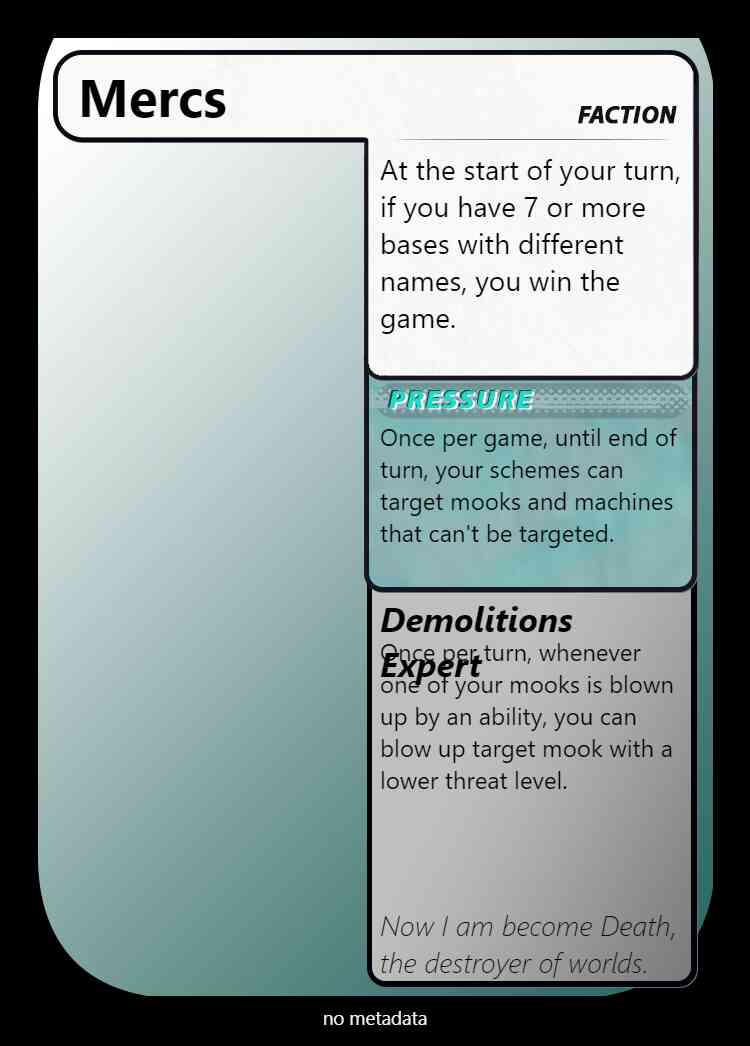 Mercs
FACTION
At the start of your turn,
if you have 7 or more
bases with different
names, you win the
game.
PRESSURE
Once per game, until end of
turn, your schemes can
target mooks and machines
that can't be targeted.
Demolitions
Expert
Once per turn, whenever
one of your mooks is blown
up by an ability, you can
blow up target mook with a
lower threat level.
Now I am become Death,
the destroyer of worlds.
no metadata